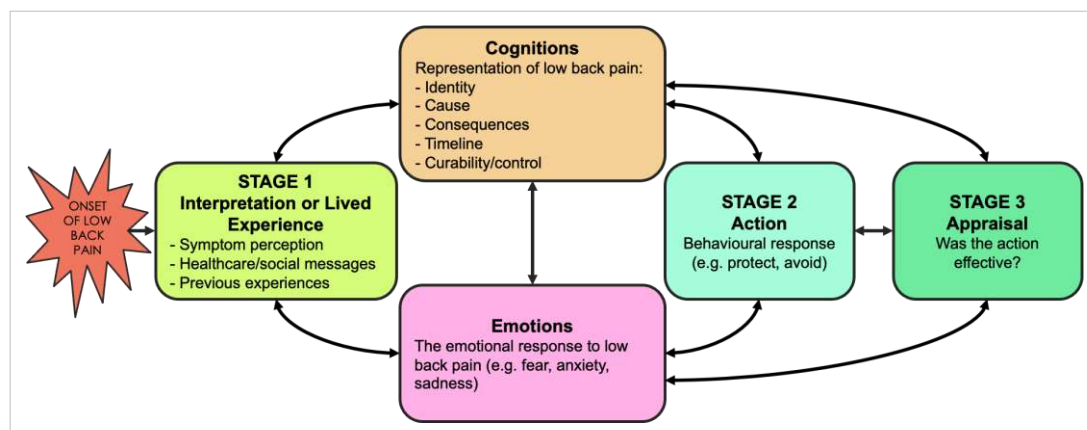 Cognitions
Representation of low back pain:
- Identity
- Cause
- Consequences
- Timeline
- Curability/control
ONSET
OF LOW
BACK
PAIN
STAGE 1
Interpretation or Lived
Experience
- Symptom perception
- Healthcare/social messages
- Previous experiences
STAGE 2
Action
Behavioural response
(e.g. protect, avoid)
STAGE 3
Appraisal
Was the action
effective?
Emotions
The emotional response to low
back pain (e.g. fear, anxiety,
sadness)